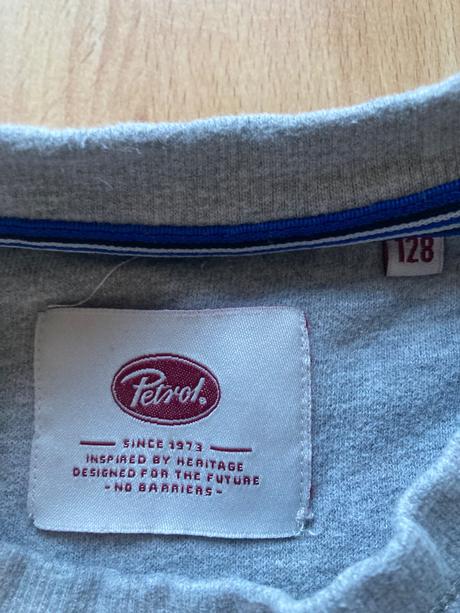 128
Petrol®
SINCE 1973
INSPIRED BY HERITAGE
DESIGNED FOR THE FUTURE
-NO BARRIERS-